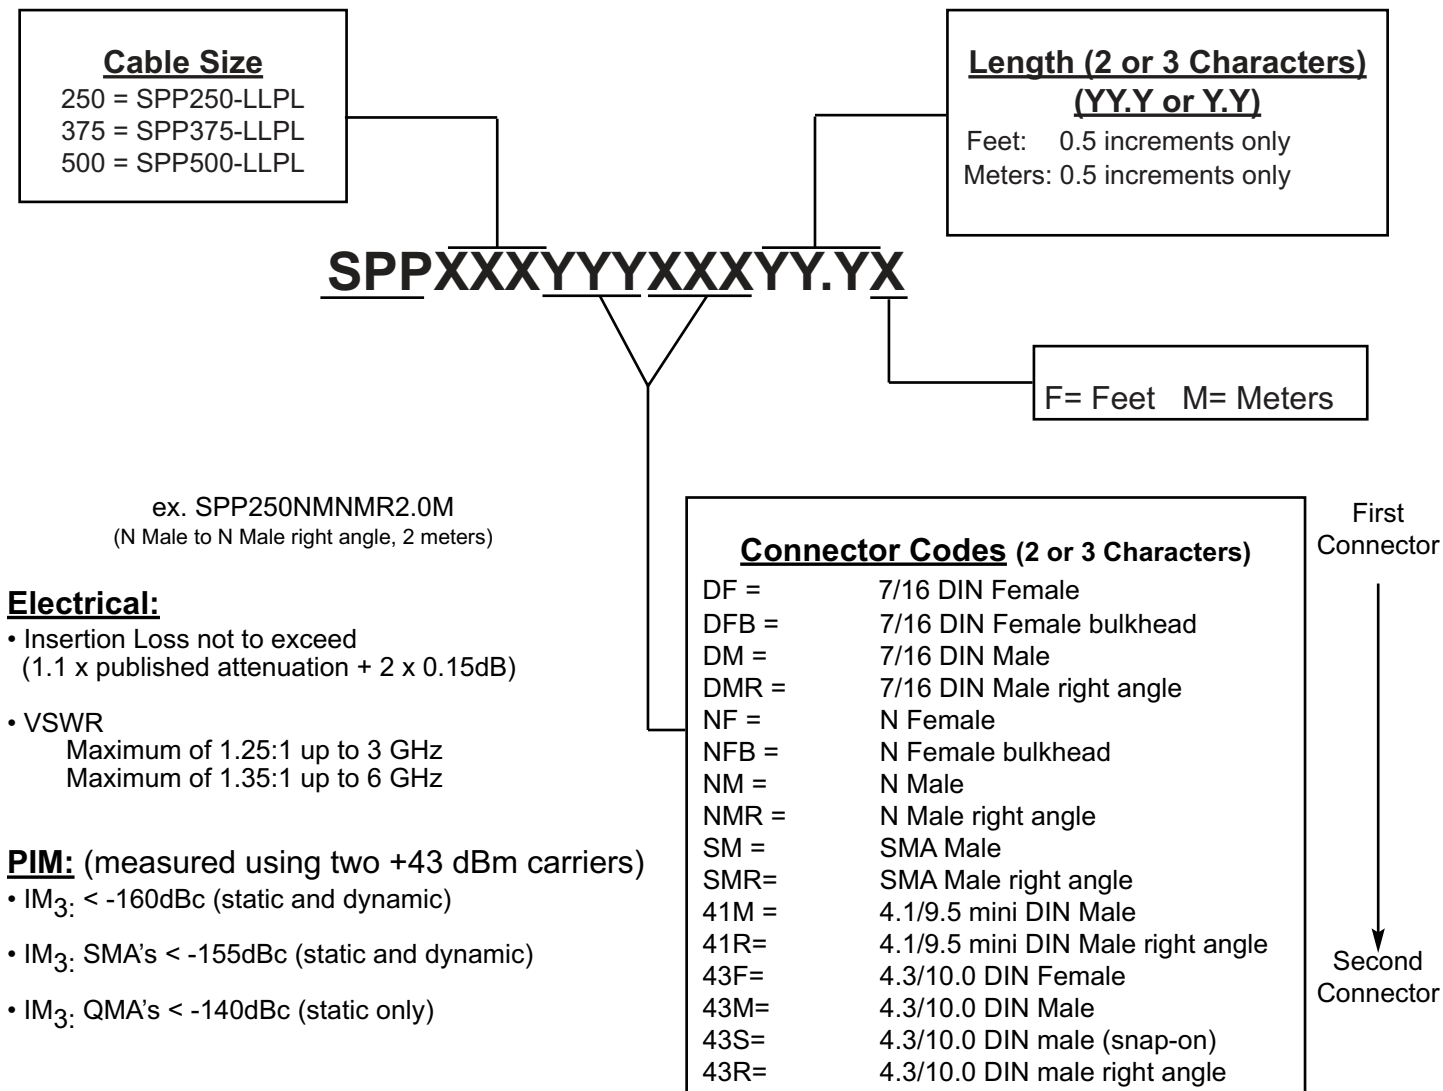 Cable Size
250 = SPP250-LLPL
375 = SPP375-LLPL
500 = SPP500-LLPL
Length (2 or 3 Characters)
(YY.Y or Y.Y)
Feet: 0.5 increments only
Meters: 0.5 increments only
SPPXXXYYYXXXYY.YX
F= Feet M= Meters
ex. SPP250NMNMR2.0M
(N Male to N Male right angle, 2 meters)
Electrical:
• Insertion Loss not to exceed
(1.1 x published attenuation + 2 x 0.15dB)
• VSWR
Maximum of 1.25:1 up to 3 GHz
Maximum of 1.35:1 up to 6 GHz
PIM: (measured using two +43 dBm carriers)
• IM3: < -160dBc (static and dynamic)
• IM3: SMA's < -155dBc (static and dynamic)
• IM3: QMA's < -140dBc (static only)
Connector Codes (2 or 3 Characters)
DF = 7/16 DIN Female
DFB = 7/16 DIN Female bulkhead
DM = 7/16 DIN Male
DMR = 7/16 DIN Male right angle
NF = N Female
NFB = N Female bulkhead
NM = N Male
NMR = N Male right angle
SM = SMA Male
SMR= SMA Male right angle
41M = 4.1/9.5 mini DIN Male
41R= 4.1/9.5 mini DIN Male right angle
43F= 4.3/10.0 DIN Female
43M= 4.3/10.0 DIN Male
43S= 4.3/10.0 DIN male (snap-on)
43R= 4.3/10.0 DIN male right angle
First
Connector
Second
Connector